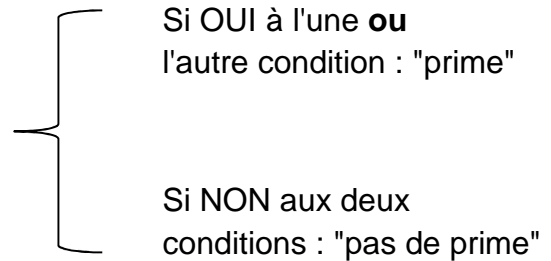 Si OUI à l'une ou
l'autre condition : "prime"
Si NON aux deux
conditions : "pas de prime"